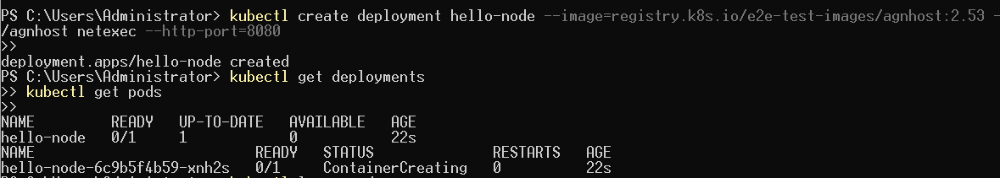 PS C:\Users\Administrator> kubectl create deployment hello-node --image=registry.k8s.io/e2e-test-images/agnhost:2.53 -
/agnhost netexec --http-port=8080
>>
deployment.apps/hello-node created
PS C:\Users\Administrator> kubectl get deployments
>> kubectl get pods
>>
NAME READY UP-TO-DATE AVAILABLE AGE
hello-node 0/1 1 0 22s
NAME READY STATUS RESTARTS AGE
hello-node-6c9b5f4b59-xnh2s 0/1 ContainerCreating 0 22s